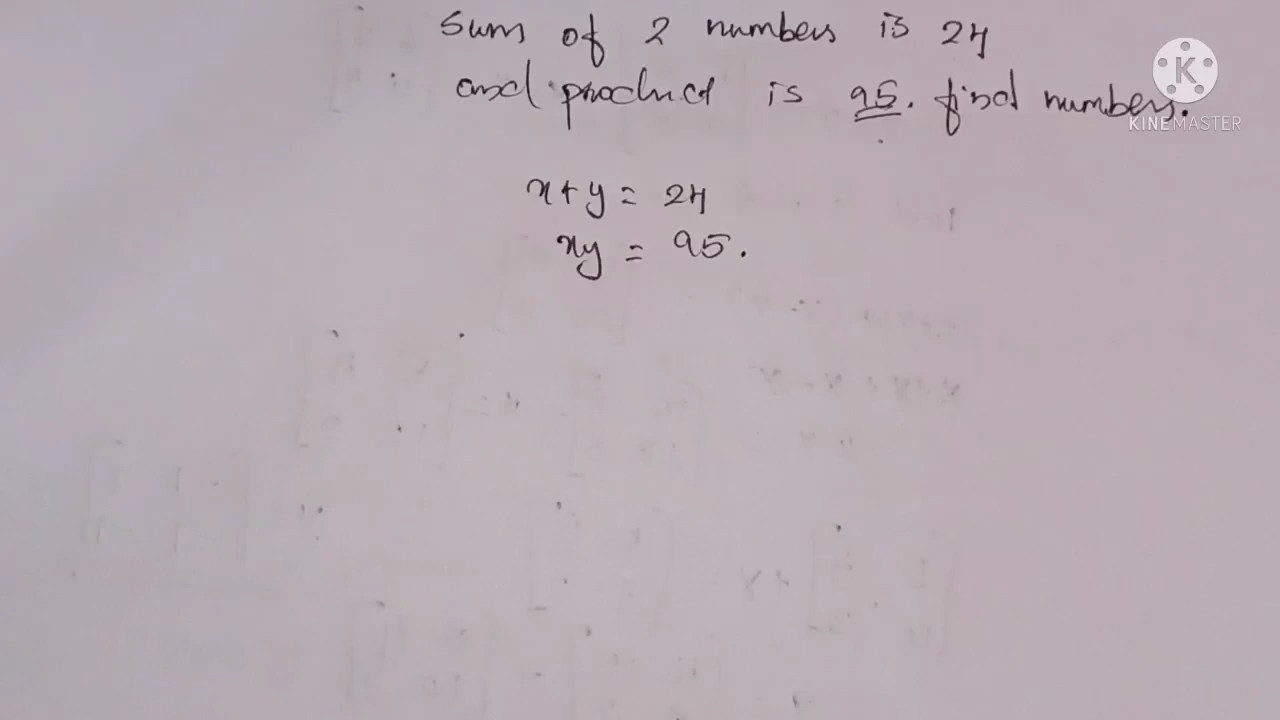 Sum of 2 numbers is 24
and product is 95. find numbers.
KINEMASTER
x+y = 24
xy = 95.